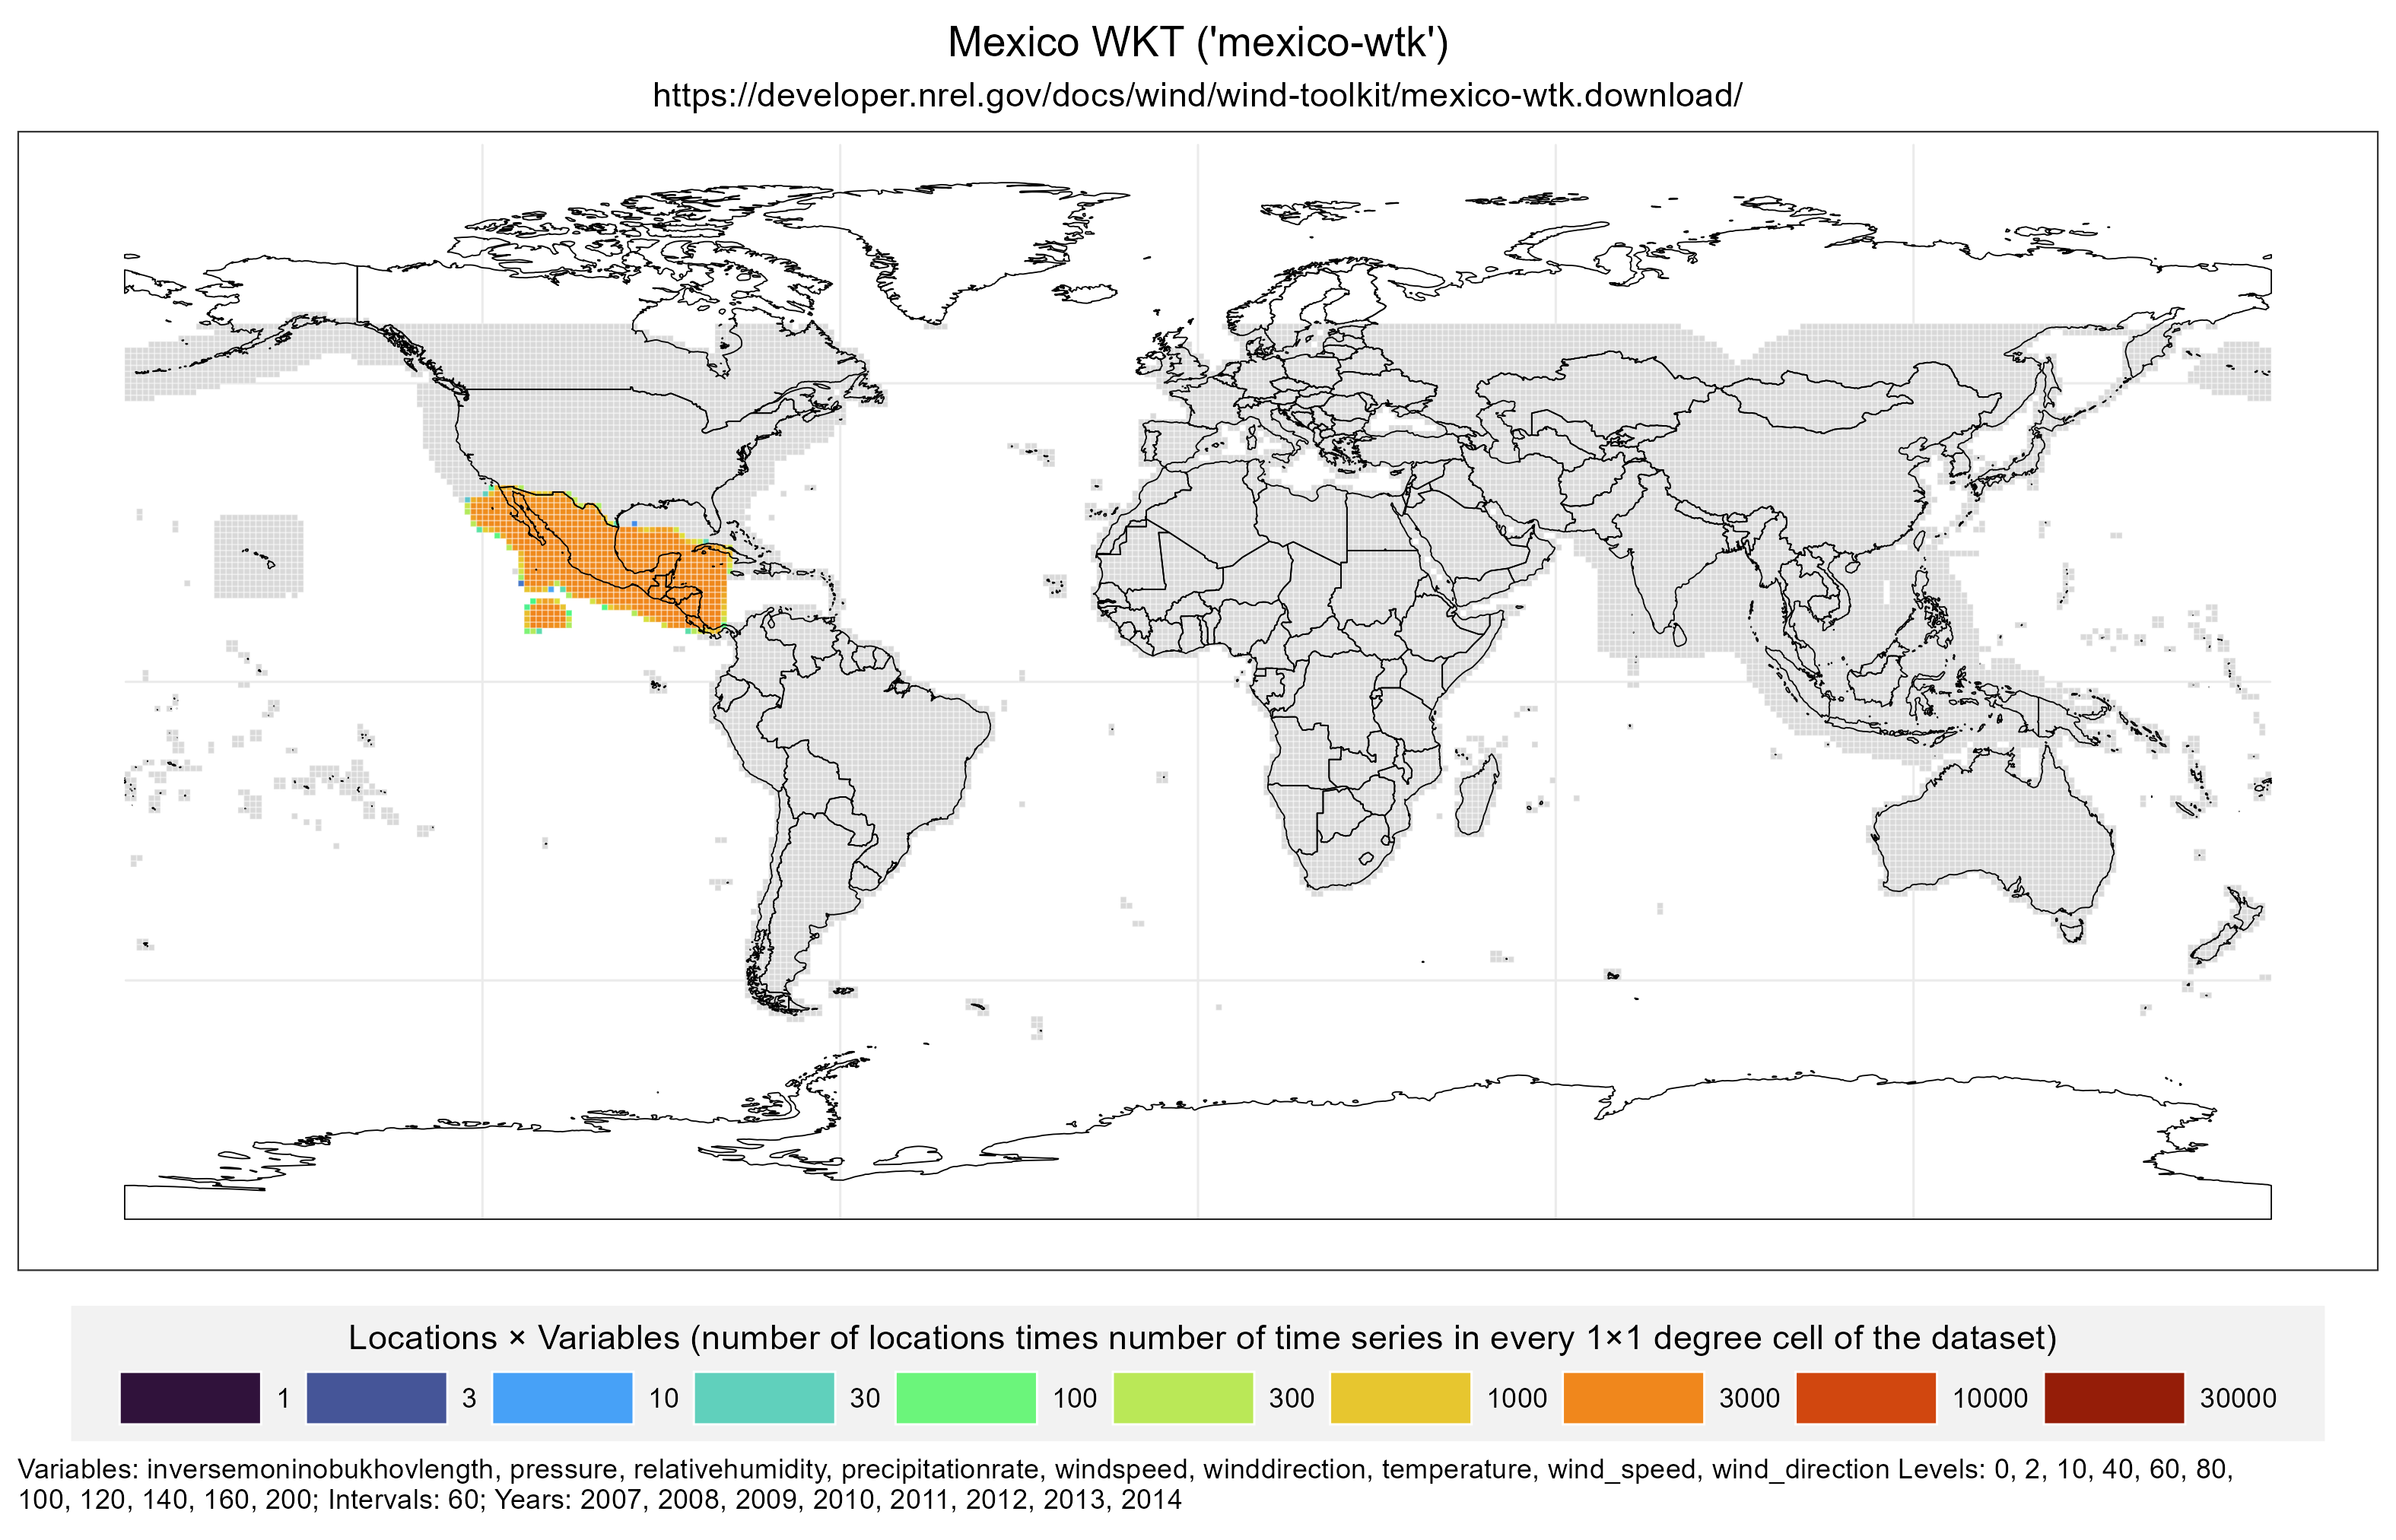 Mexico WKT ('mexico-wtk')
https://developer.nrel.gov/docs/wind/wind-toolkit/mexico-wtk.download/
Locations × Variables (number of locations times number of time series in every 1×1 degree cell of the dataset)
1 3 10 30 100 300 1000 3000 10000 30000
Variables: inversemoninobukhovlength, pressure, relativehumidity, precipitationrate, windspeed, winddirection, temperature, wind_speed, wind_direction Levels: 0, 2, 10, 40, 60, 80,
100, 120, 140, 160, 200; Intervals: 60; Years: 2007, 2008, 2009, 2010, 2011, 2012, 2013, 2014